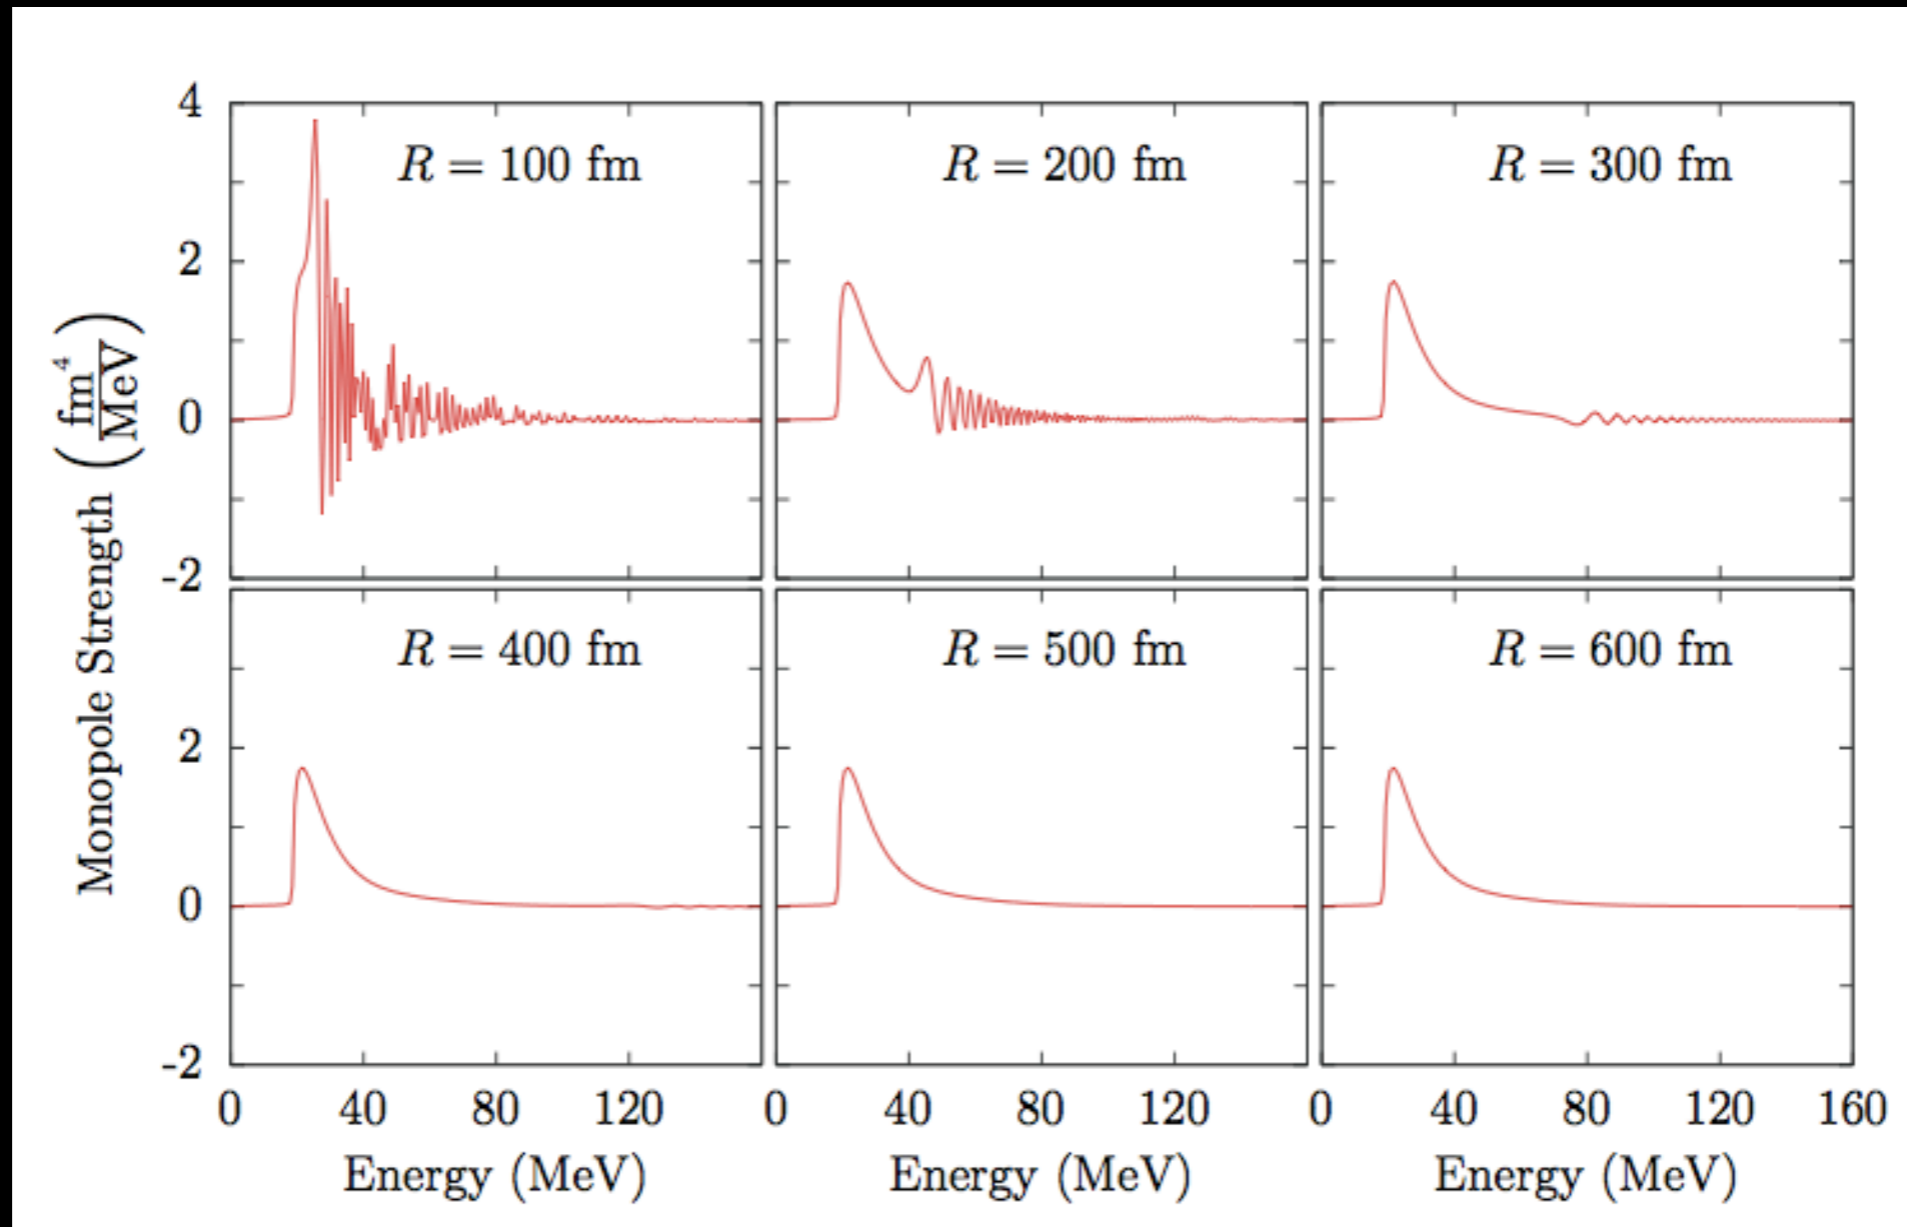 4
2
0
-2
R = 100 fm
R = 200 fm
R = 300 fm
Monopole Strength (fm⁴/MeV)
2
0
-2
R = 400 fm
R = 500 fm
R = 600 fm
0 40 80 120 0 40 80 120 0 40 80 120 160
Energy (MeV) Energy (MeV) Energy (MeV)